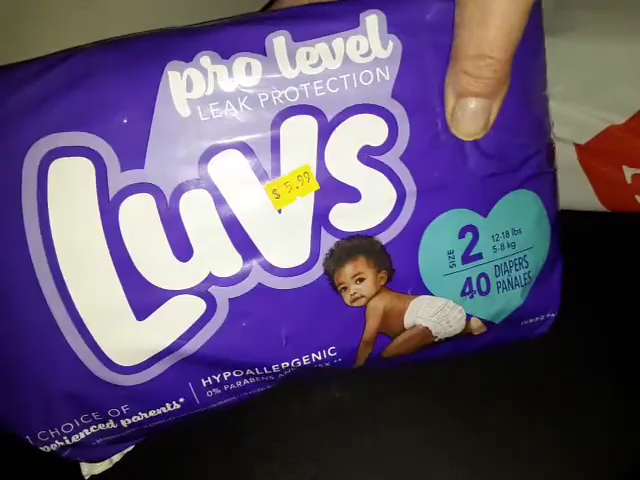 pro level
LEAK PROTECTION
Luvs
$ 5.99
SIZE 2 12-18 lbs
5-8 kg
40 DIAPERS
PAÑALES
HYPOALLERGENIC
0% PARABENS
CHOICE OF
parents*